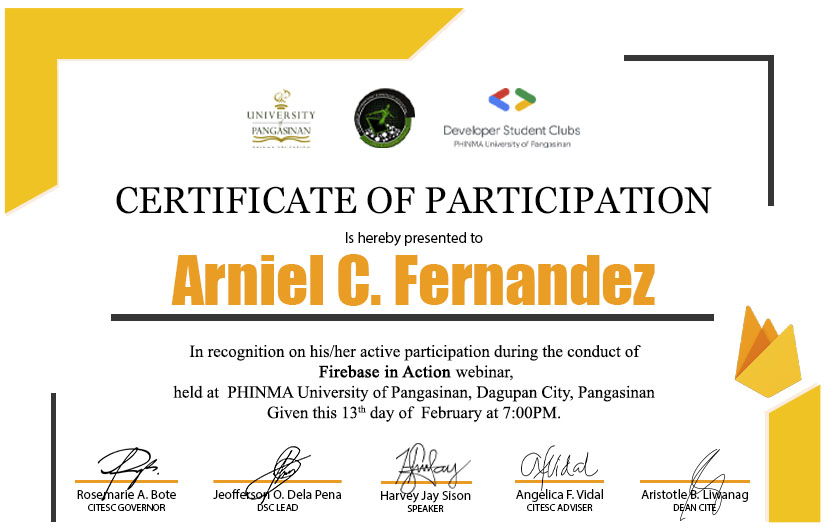 UNIVERSITY
of
PANGASINAN
PHINMA EDUCATION
Developer Student Clubs
PHINMA University of Pangasinan
CERTIFICATE OF PARTICIPATION
Is hereby presented to
Arniel C. Fernandez
In recognition on his/her active participation during the conduct of
Firebase in Action webinar,
held at PHINMA University of Pangasinan, Dagupan City, Pangasinan
Given this 13th day of February at 7:00PM.
Rosemarie A. Bote
CITESC GOVERNOR
Jeofferson O. Dela Pena
DSC LEAD
Harvey Jay Sison
SPEAKER
Angelica F. Vidal
CITESC ADVISER
Aristotle B. Liwanag
DEAN CITE